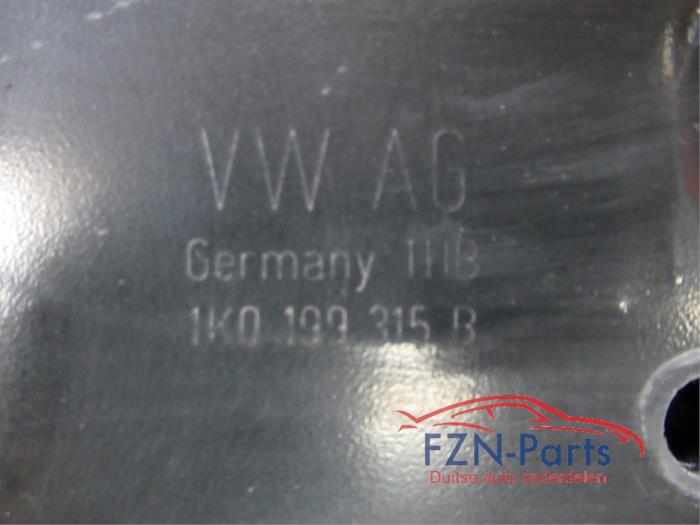 VW AG
Germany THB
1K0 199 315 B
FZN-Parts
Duitse auto onderdelen